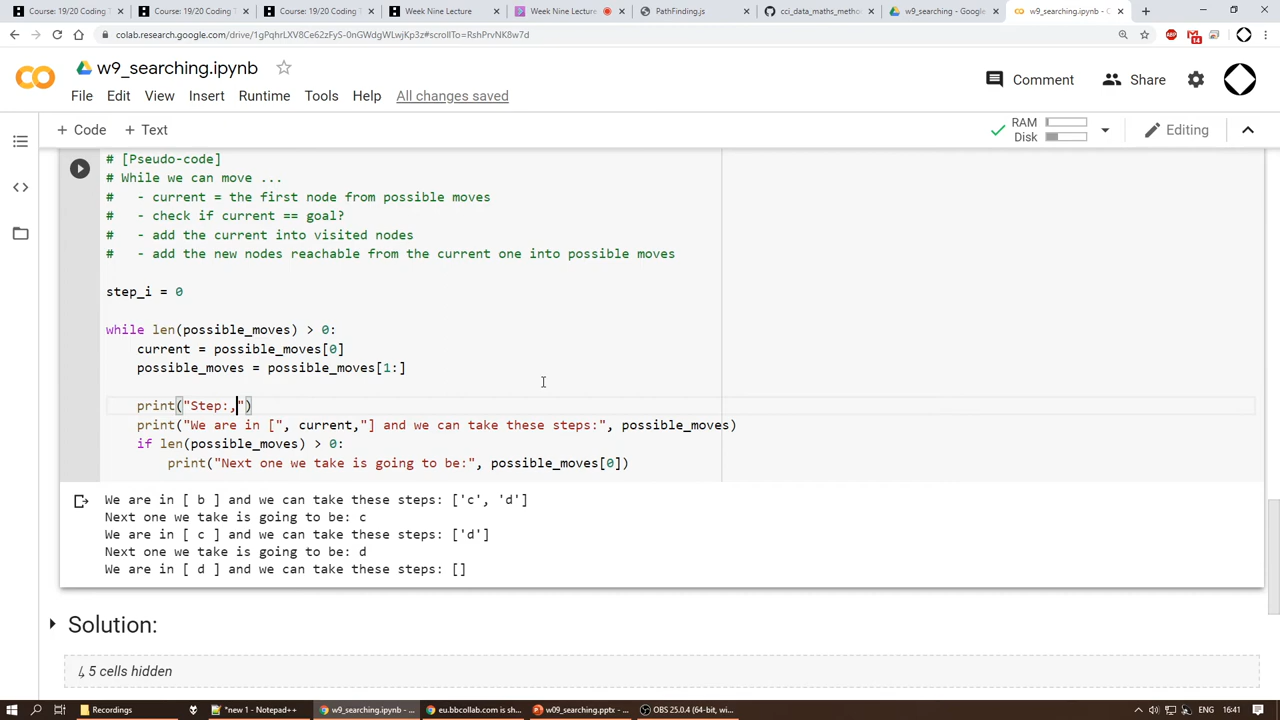 Course: 19/20 Coding T
Course: 19/20 Coding T
Course: 19/20 Coding T
Week Nine Lecture
Week Nine Lecture
PathFinding.js
cci_data_maths_metho
w9_searching - Google
w9_searching.ipynb - C
colab.research.google.com/drive/1gPqhrLXV8Ce62zFyS-0nGWdgWLwjKp3z#scrollTo=RshPrvNK8w7d
w9_searching.ipynb
Comment
Share
File Edit View Insert Runtime Tools Help All changes saved
+ Code + Text
RAM
Disk
Editing
# [Pseudo-code]
# While we can move ...
#   - current = the first node from possible moves
#   - check if current == goal?
#   - add the current into visited nodes
#   - add the new nodes reachable from the current one into possible moves
step_i = 0
while len(possible_moves) > 0:
    current = possible_moves[0]
    possible_moves = possible_moves[1:]
    print("Step:,")
    print("We are in [", current,"] and we can take these steps:", possible_moves)
    if len(possible_moves) > 0:
        print("Next one we take is going to be:", possible_moves[0])
We are in [ b ] and we can take these steps: ['c', 'd']
Next one we take is going to be: c
We are in [ c ] and we can take these steps: ['d']
Next one we take is going to be: d
We are in [ d ] and we can take these steps: []
Solution:
5 cells hidden
Recordings
*new 1 - Notepad++
w9_searching.ipynb - ...
eu.bbcollab.com is sh...
w09_searching.pptx - ...
OBS 25.0.4 (64-bit, wi...
ENG
16:41